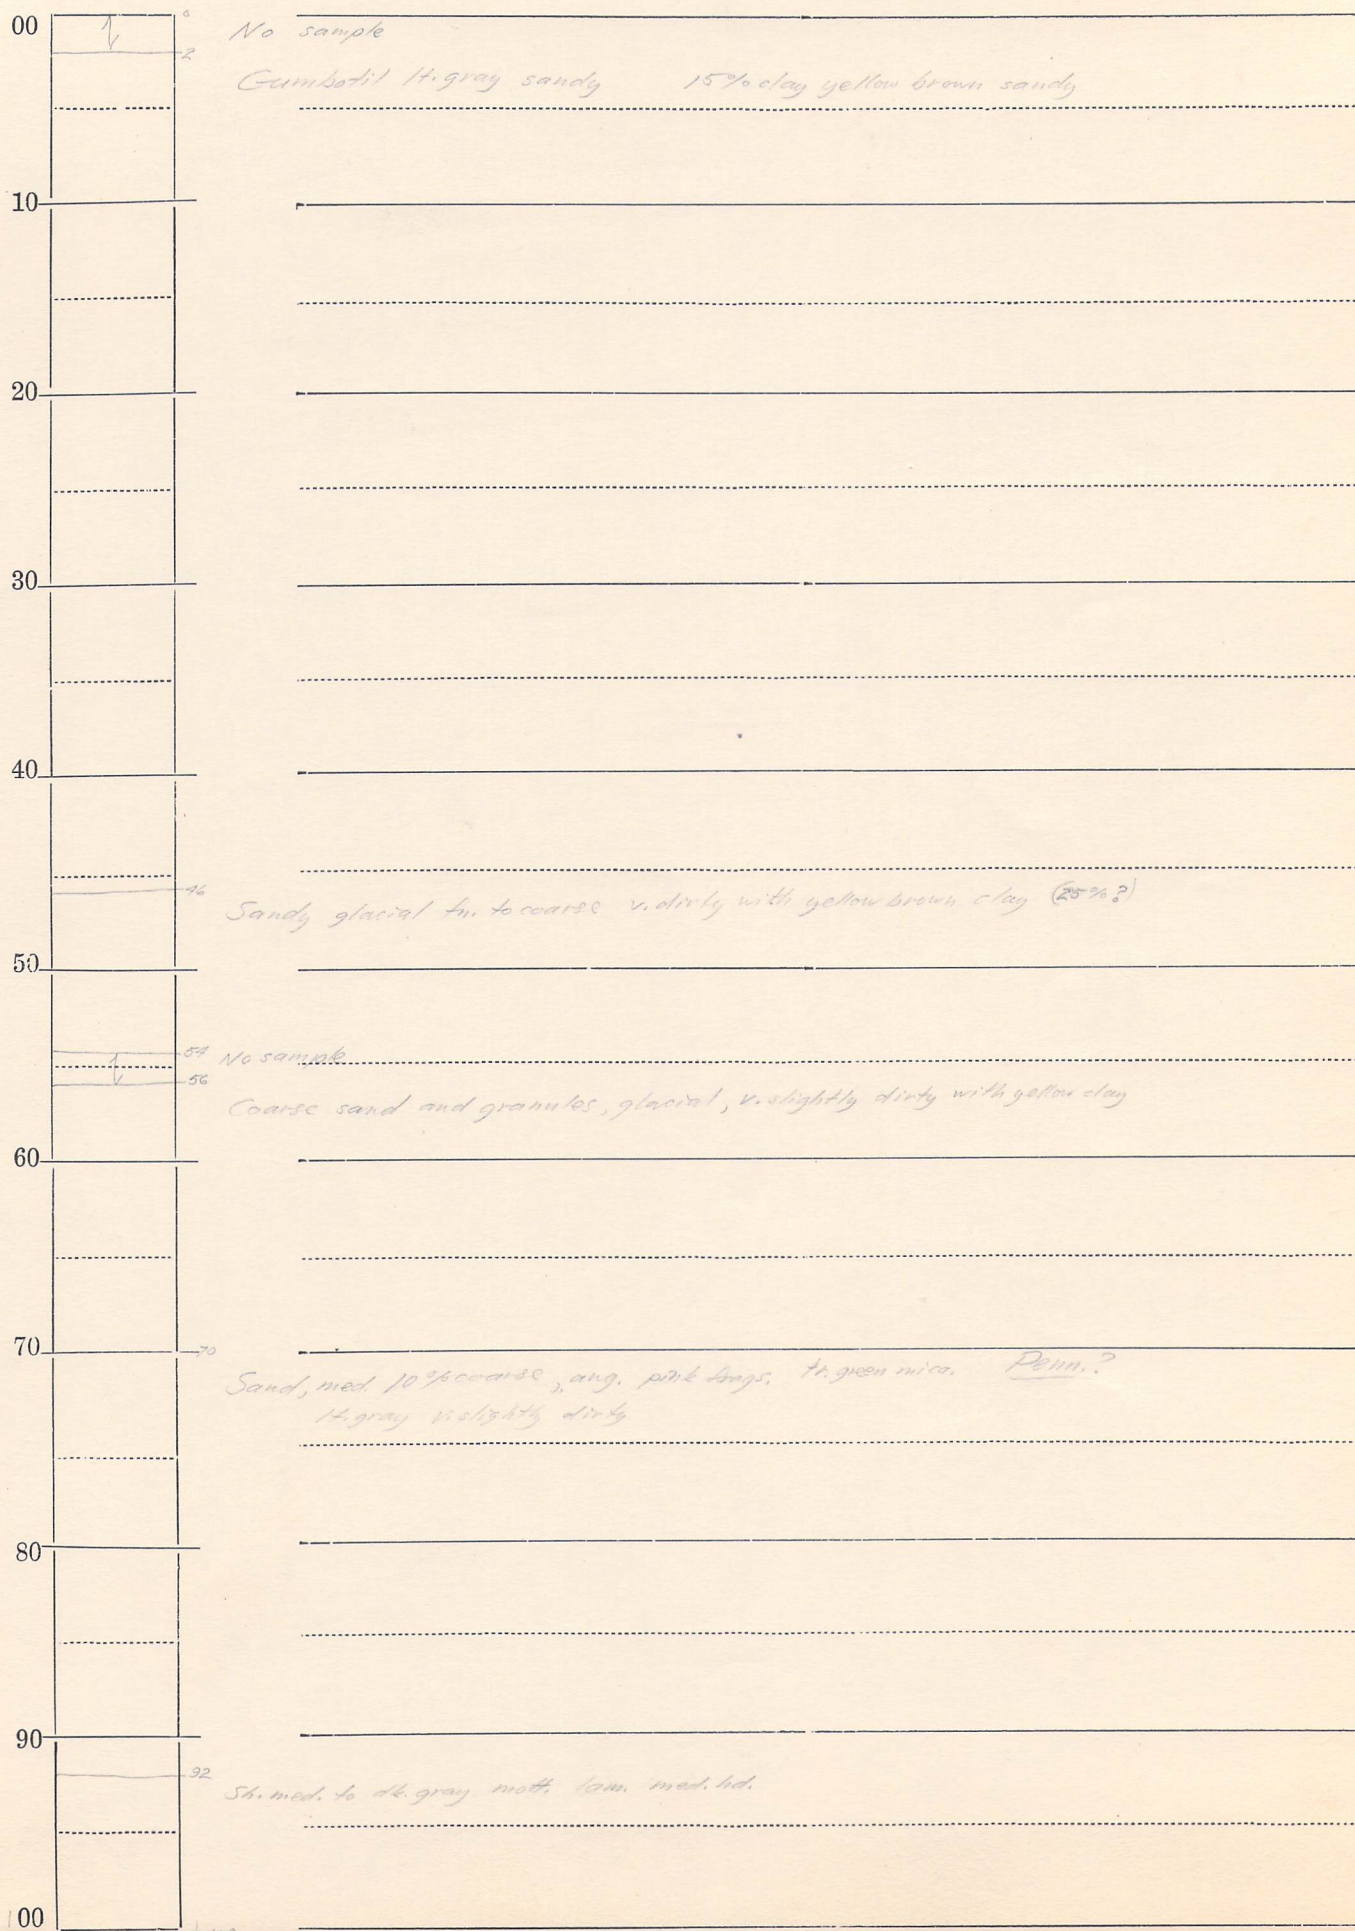 00
0
No sample
2
Gumbotil lt. gray sandy 15% clay yellow brown sandy
10
20
30
40
46
Sandy glacial fn. to coarse v. dirty with yellow brown clay (25%?)
50
54 No sample
56
Coarse sand and granules, glacial, v. slightly dirty with yellow clay
60
70
70
Sand, med. 10% coarse, ang. pink frags. tr. green mica. Penn.?
lt. gray v. slightly dirty
80
90
92
Sh. med. to dk. gray mott. lam. med. hd.
100